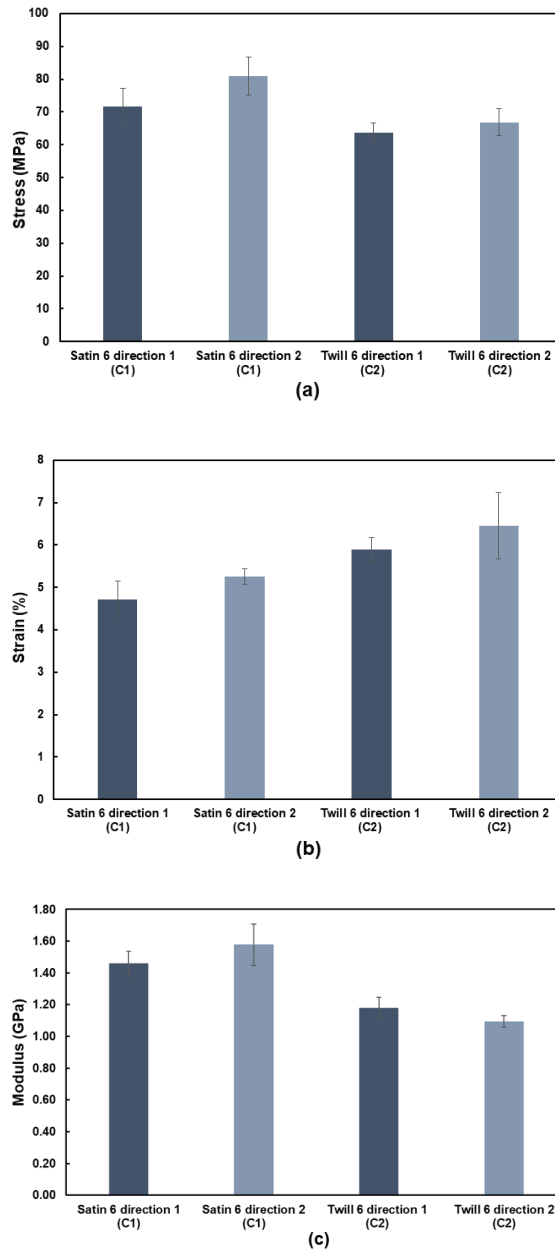 100
90
80
70
60
50
40
30
20
10
0
Stress (MPa)
Satin 6 direction 1 Satin 6 direction 2 Twill 6 direction 1 Twill 6 direction 2
(C1) (C1) (C2) (C2)
(a)
8
7
6
5
4
3
2
1
0
Strain (%)
Satin 6 direction 1 Satin 6 direction 2 Twill 6 direction 1 Twill 6 direction 2
(C1) (C1) (C2) (C2)
(b)
1.80
1.60
1.40
1.20
1.00
0.80
0.60
0.40
0.20
0.00
Modulus (GPa)
Satin 6 direction 1 Satin 6 direction 2 Twill 6 direction 1 Twill 6 direction 2
(C1) (C1) (C2) (C2)
(c)